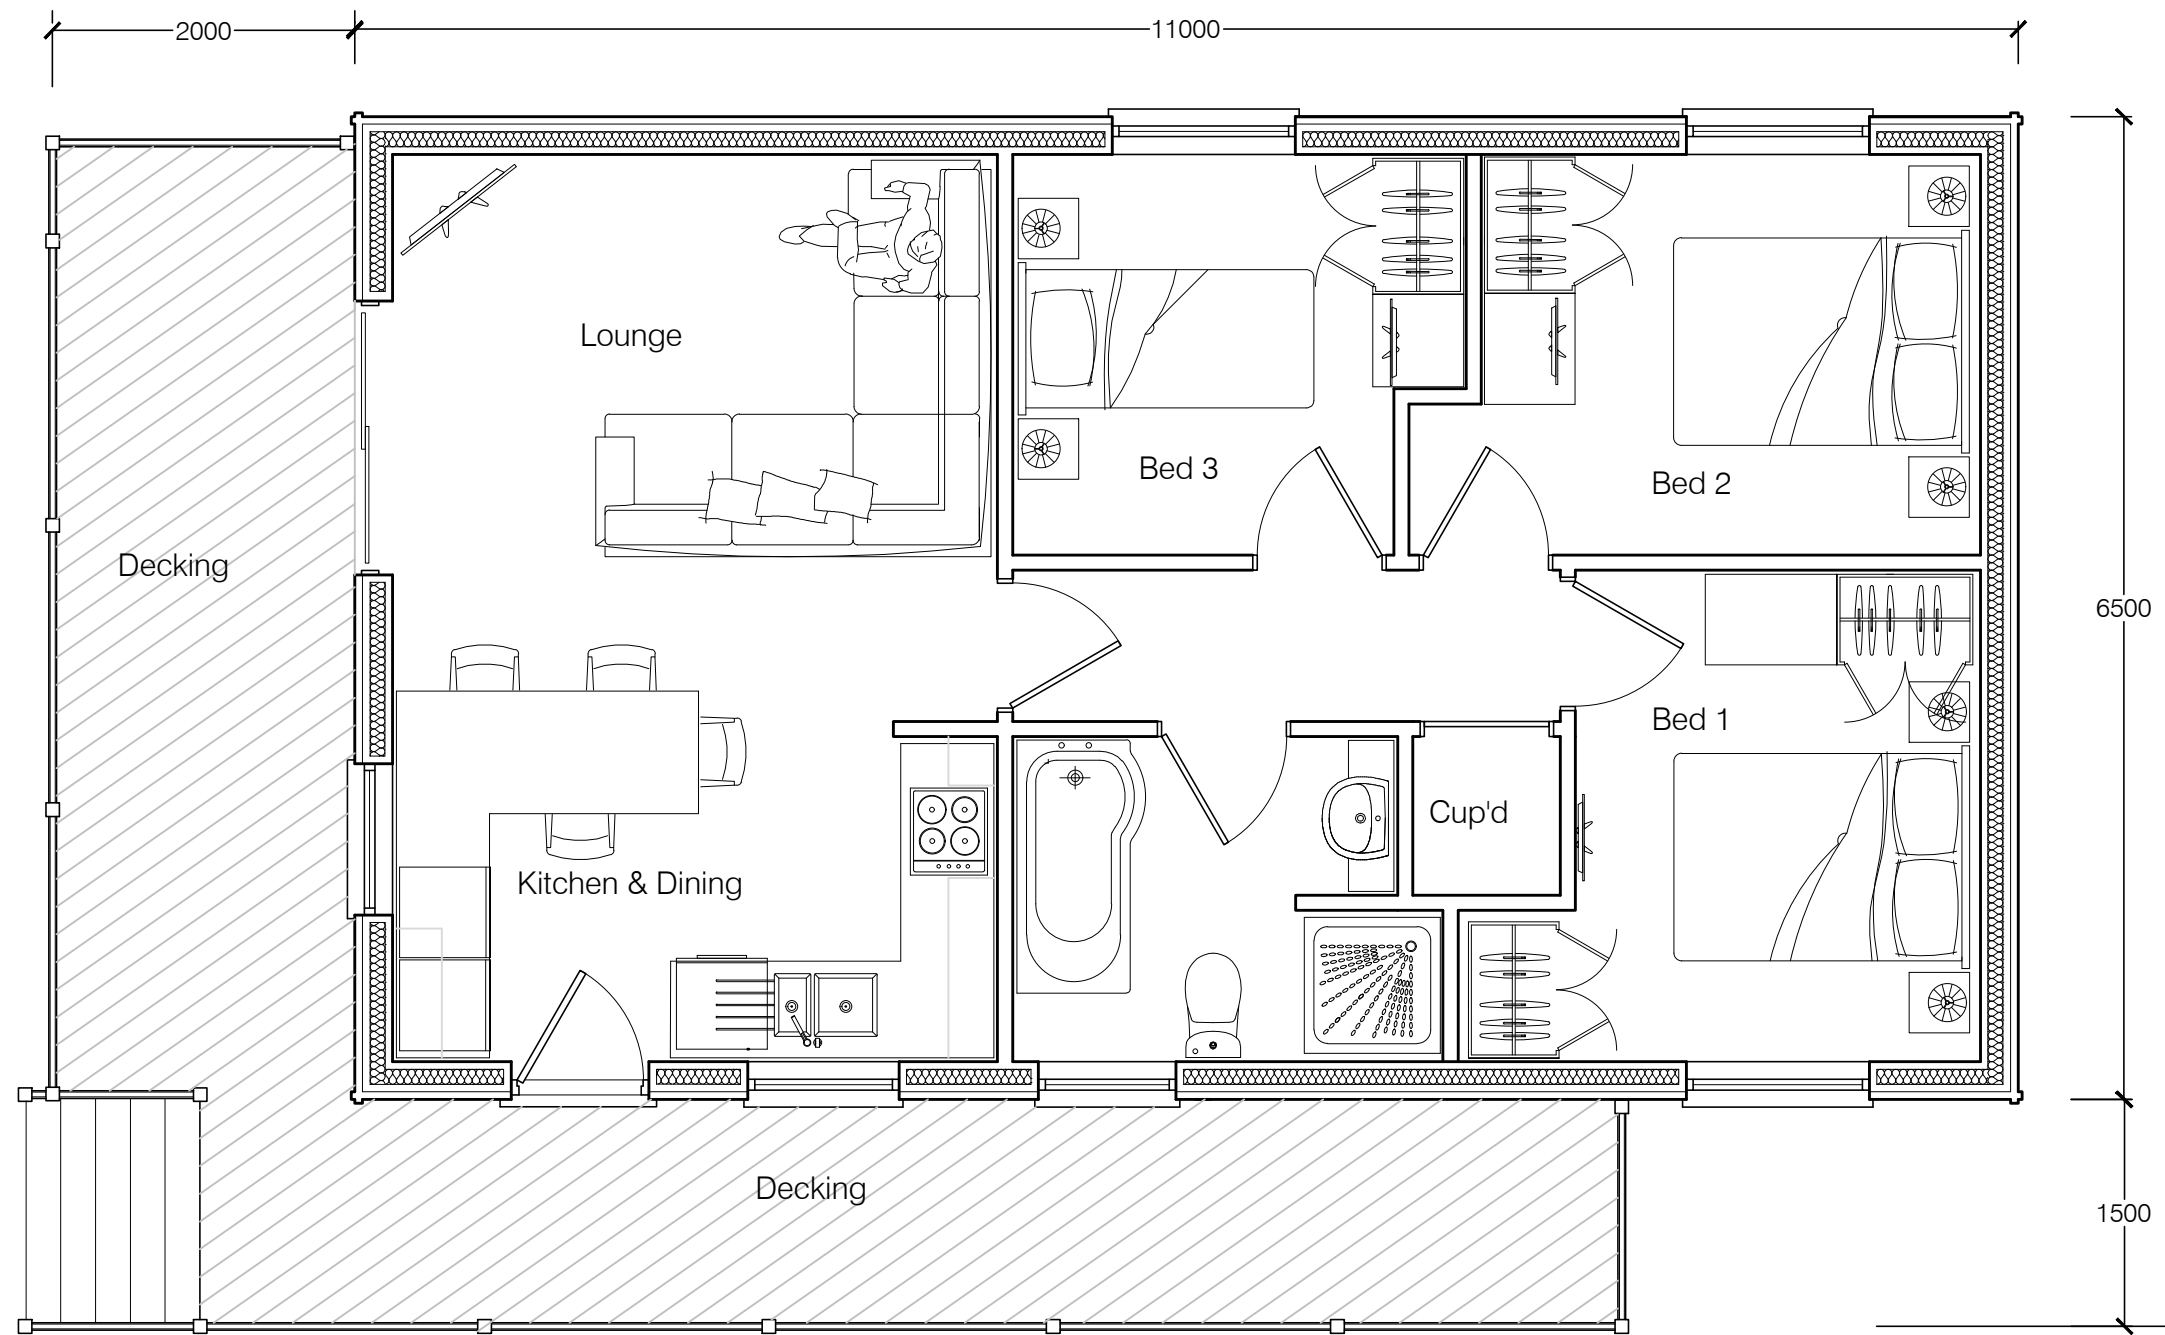 2000
11000
Lounge
Bed 3
Bed 2
Decking
6500
Bed 1
Cup'd
Kitchen & Dining
Decking
1500